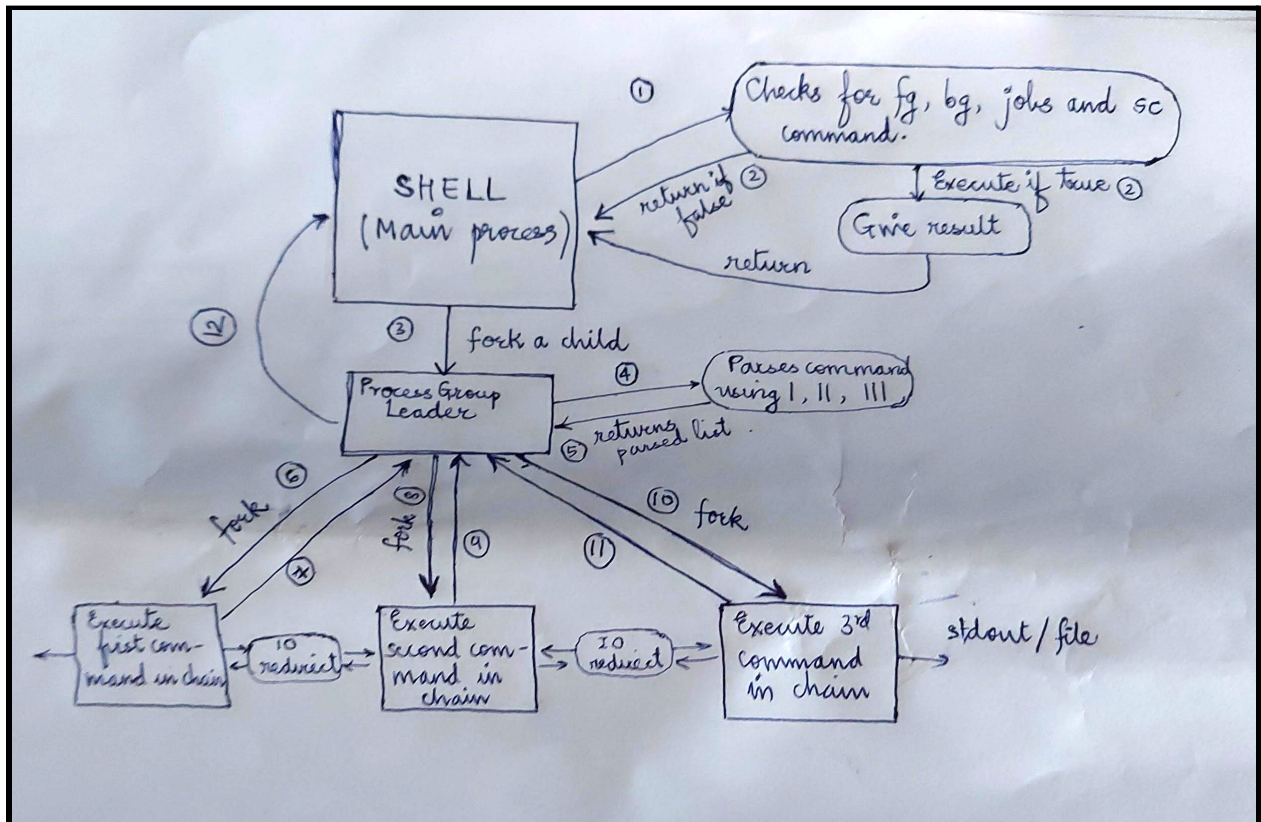 ①
Checks for fg, bg, jobs and sc
command.
SHELL
(Main process)
return if
false ②
Execute if true ②
Give result
return
⑫
③ fork a child
Process Group
Leader
④
Parses command
using |, ||, |||
⑤ returns
parsed list.
fork ⑥
⑦
fork ⑧
⑨
⑩ fork
⑪
Execute
first com-
mand in chain
IO
redirect
Execute
second com-
mand in
chain
IO
redirect
Execute 3rd
command
in chain
stdout/file